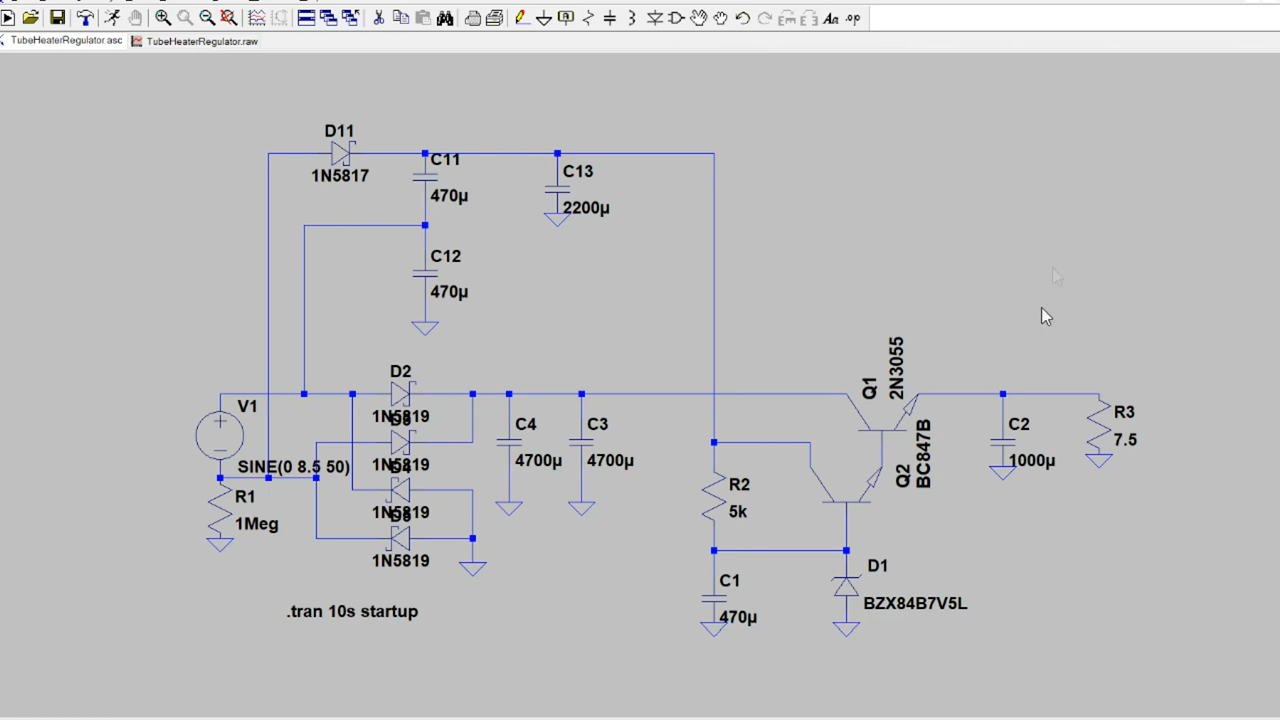 TubeHeaterRegulator.asc
TubeHeaterRegulator.raw
D11
1N5817
C11
470µ
C13
2200µ
C12
470µ
V1
SINE(0 8.5 50)
R1
1Meg
D2
1N5819
1N5819
D4
1N5819
1N5819
C4
4700µ
C3
4700µ
Q1
2N3055
Q2
BC847B
C2
1000µ
R3
7.5
R2
5k
C1
470µ
D1
BZX84B7V5L
.tran 10s startup